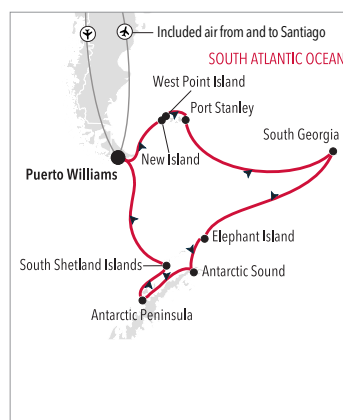 Included air from and to Santiago
SOUTH ATLANTIC OCEAN
West Point Island
Port Stanley
South Georgia
New Island
Puerto Williams
Elephant Island
South Shetland Islands
Antarctic Sound
Antarctic Peninsula